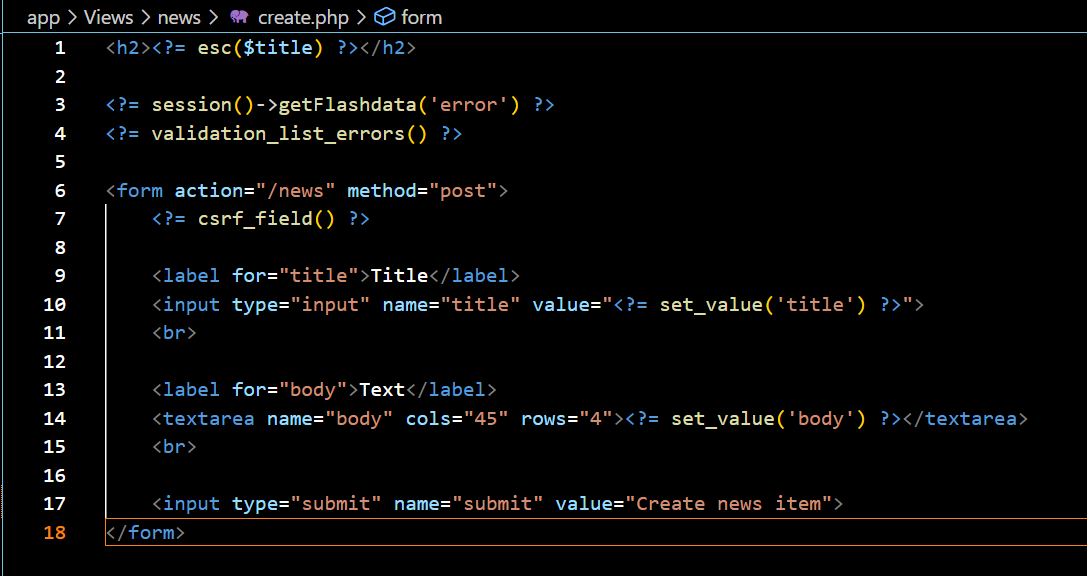 app > Views > news > create.php > form
1 <h2><?= esc($title) ?></h2>
2
3 <?= session()->getFlashdata('error') ?>
4 <?= validation_list_errors() ?>
5
6 <form action="/news" method="post">
7     <?= csrf_field() ?>
8
9     <label for="title">Title</label>
10     <input type="input" name="title" value="<?= set_value('title') ?>">
11     <br>
12
13     <label for="body">Text</label>
14     <textarea name="body" cols="45" rows="4"><?= set_value('body') ?></textarea>
15     <br>
16
17     <input type="submit" name="submit" value="Create news item">
18 </form>